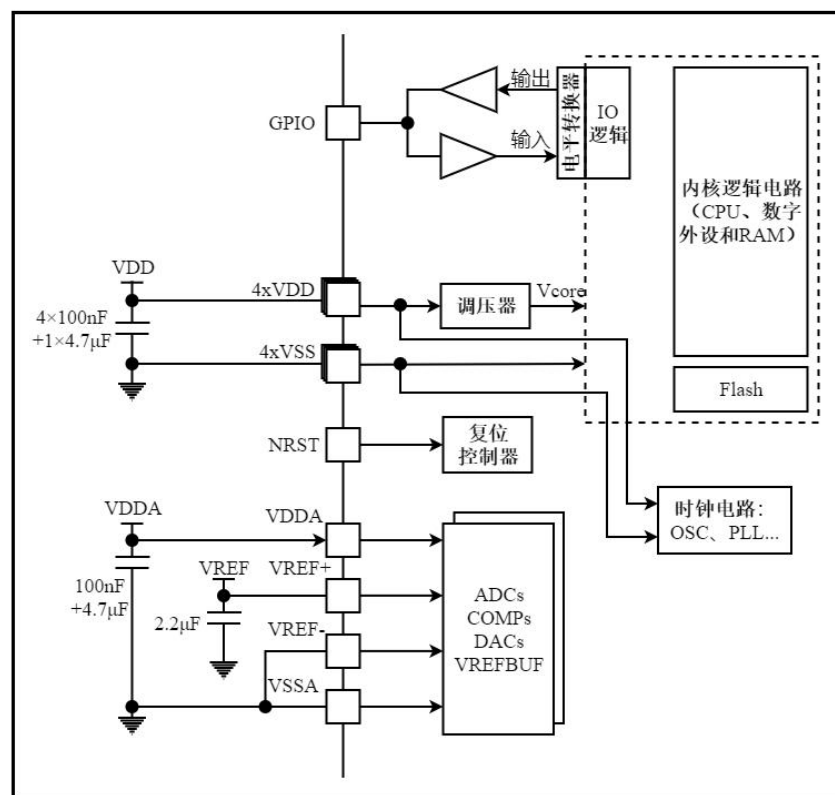 输出
GPIO
电平转换器
IO
逻辑
输入
内核逻辑电路
(CPU、数字
外设和RAM)
VDD
4xVDD
调压器
Vcore
4×100nF
+1×4.7μF
4xVSS
Flash
NRST
复位
控制器
VDDA
VDDA
时钟电路：
OSC、PLL...
VREF
VREF+
100nF
+4.7μF
2.2μF
ADCs
COMPs
DACs
VREFBUF
VREF-
VSSA